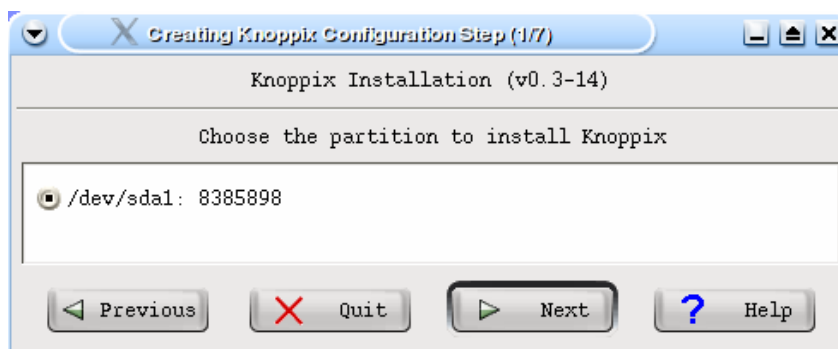 Creating Knoppix Configuration Step (1/7)
Knoppix Installation (v0.3-14)
Choose the partition to install Knoppix
/dev/sda1: 8385898
Previous Quit Next ? Help